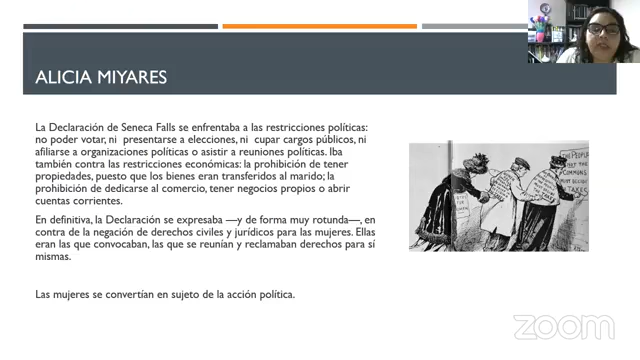 ALICIA MIYARES
La Declaración de Seneca Falls se enfrentaba a las restricciones políticas:
no poder votar, ni presentarse a elecciones, ni cupar cargos públicos, ni
afiliarse a organizaciones políticas o asistir a reuniones políticas. Iba
también contra las restricciones económicas: la prohibición de tener
propiedades, puesto que los bienes eran transferidos al marido; la
prohibición de dedicarse al comercio, tener negocios propios o abrir
cuentas corrientes.
En definitiva, la Declaración se expresaba —y de forma muy rotunda—, en
contra de la negación de derechos civiles y jurídicos para las mujeres. Ellas
eran las que convocaban, las que se reunían y reclamaban derechos para sí
mismas.
Las mujeres se convertían en sujeto de la acción política.
THE PEOPLE
COMMONS
zoom